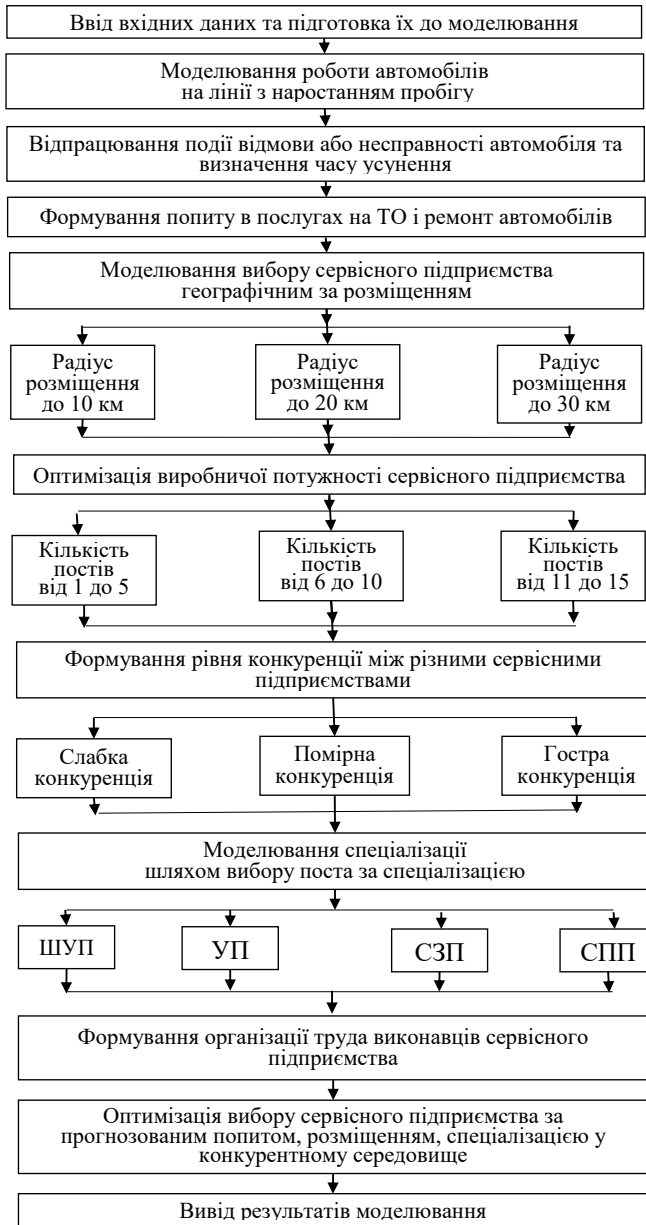 Ввід вхідних даних та підготовка їх до моделювання
Моделювання роботи автомобілів
на лінії з наростанням пробігу
Відпрацювання події відмови або несправності автомобіля та
визначення часу усунення
Формування попиту в послугах на ТО і ремонт автомобілів
Моделювання вибору сервісного підприємства
географічним за розміщенням
Радіус
розміщення
до 10 км
Радіус
розміщення
до 20 км
Радіус
розміщення
до 30 км
Оптимізація виробничої потужності сервісного підприємства
Кількість
постів
від 1 до 5
Кількість
постів
від 6 до 10
Кількість
постів
від 11 до 15
Формування рівня конкуренції між різними сервісними
підприємствами
Слабка
конкуренція
Помірна
конкуренція
Гостра
конкуренція
Моделювання спеціалізації
шляхом вибору поста за спеціалізацією
ШУП
УП
СЗП
СПП
Формування організації труда виконавців сервісного
підприємства
Оптимізація вибору сервісного підприємства за
прогнозованим попитом, розміщенням, спеціалізацією у
конкурентному середовище
Вивід результатів моделювання